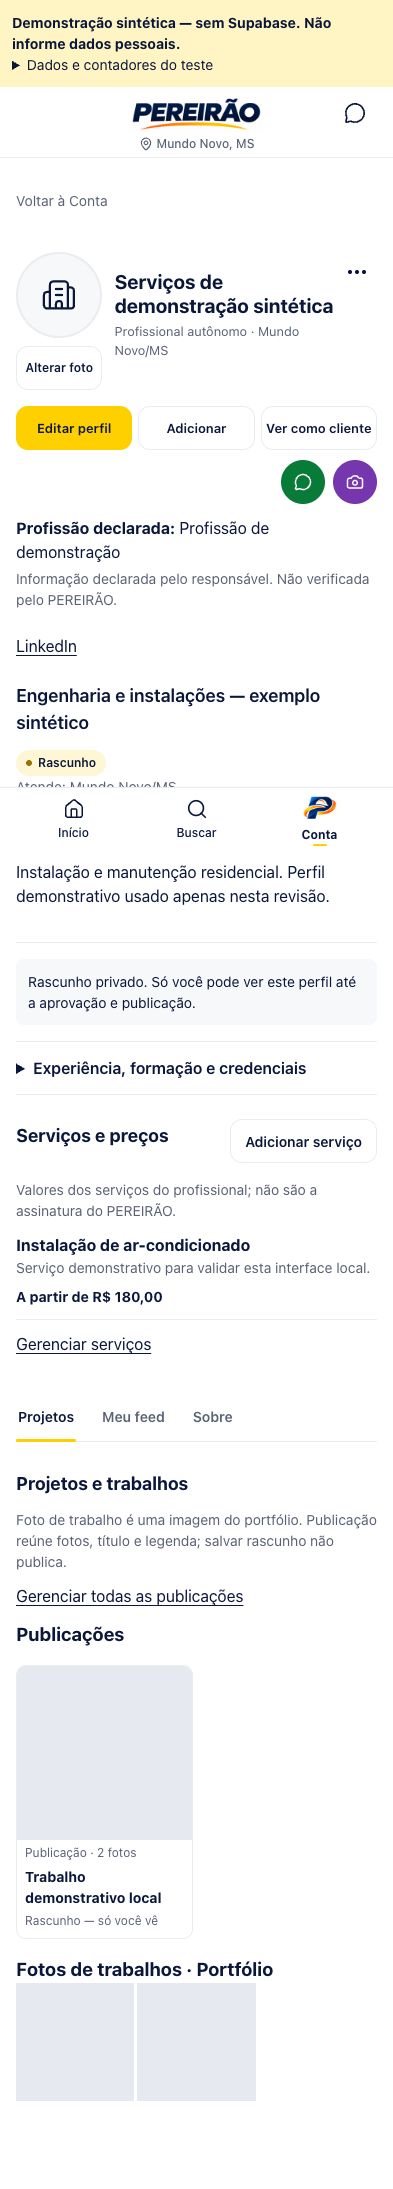 Demonstração sintética — sem Supabase. Não
informe dados pessoais.
Dados e contadores do teste
PEREIRÃO
Mundo Novo, MS
Voltar à Conta
Serviços de
demonstração sintética
Profissional autônomo · Mundo
Novo/MS
Alterar foto
Editar perfil
Adicionar
Ver como cliente
Profissão declarada: Profissão de
demonstração
Informação declarada pelo responsável. Não verificada
pelo PEREIRÃO.
LinkedIn
Engenharia e instalações — exemplo
sintético
Rascunho
Atende: Mundo Novo/MS
Início
Buscar
Conta
Instalação e manutenção residencial. Perfil
demonstrativo usado apenas nesta revisão.
Rascunho privado. Só você pode ver este perfil até
a aprovação e publicação.
Experiência, formação e credenciais
Serviços e preços
Adicionar serviço
Valores dos serviços do profissional; não são a
assinatura do PEREIRÃO.
Instalação de ar-condicionado
Serviço demonstrativo para validar esta interface local.
A partir de R$ 180,00
Gerenciar serviços
Projetos
Meu feed
Sobre
Projetos e trabalhos
Foto de trabalho é uma imagem do portfólio. Publicação
reúne fotos, título e legenda; salvar rascunho não
publica.
Gerenciar todas as publicações
Publicações
Publicação · 2 fotos
Trabalho
demonstrativo local
Rascunho — só você vê
Fotos de trabalhos · Portfólio